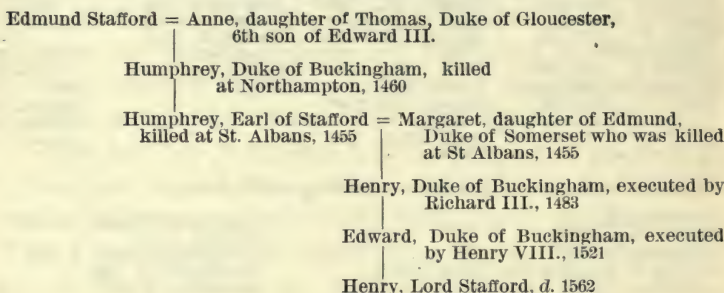 Edmund Stafford = Anne, daughter of Thomas, Duke of Gloucester,
6th son of Edward III.
Humphrey, Duke of Buckingham, killed
at Northampton, 1460
Humphrey, Earl of Stafford = Margaret, daughter of Edmund,
killed at St. Albans, 1455 Duke of Somerset who was killed
at St Albans, 1455
Henry, Duke of Buckingham, executed by
Richard III., 1483
Edward, Duke of Buckingham, executed
by Henry VIII., 1521
Henry, Lord Stafford, d. 1562